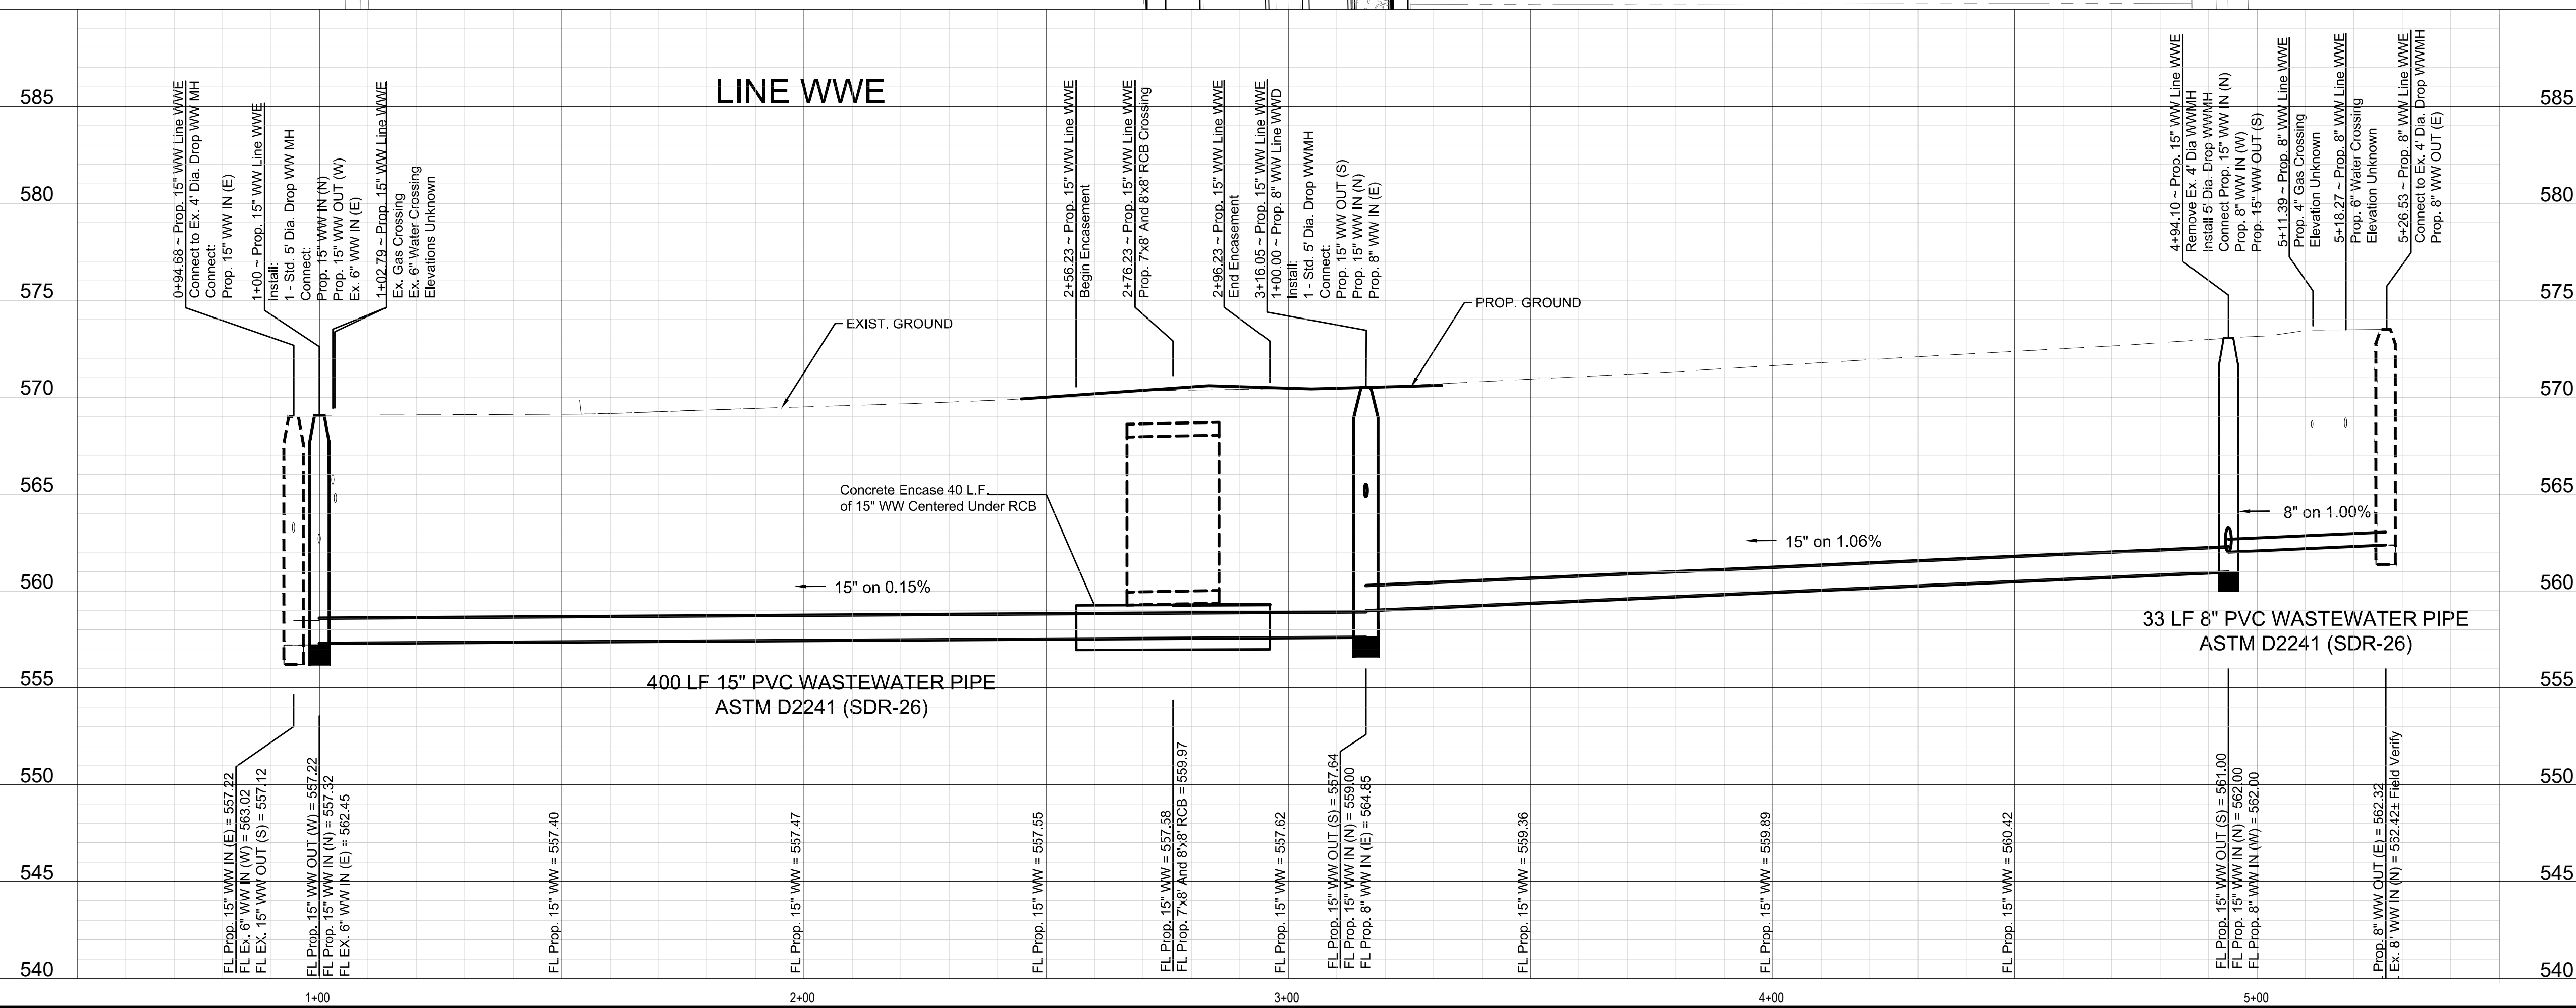 LINE WWE
585
580
575
570
565
560
555
550
545
540
585
580
575
570
565
560
555
550
545
540
0+94.68 ~ Prop. 15" WW Line WWE
Connect to Ex. 4' Dia. Drop WW MH
Connect:
Prop. 15" WW IN (E)
1+00 ~ Prop. 15" WW Line WWE
Install:
1 - Std. 5' Dia. Drop WW MH
Connect:
Prop. 15" WW IN (N)
Prop. 15" WW OUT (W)
Ex. 6" WW IN (E)
1+02.79 ~ Prop. 15" WW Line WWE
Ex. Gas Crossing
Ex. 6" Water Crossing
Elevations Unknown
2+56.23 ~ Prop. 15" WW Line WWE
Begin Encasement
2+76.23 ~ Prop. 15" WW Line WWE
Prop. 7'x8' And 8'x8' RCB Crossing
2+96.23 ~ Prop. 15" WW Line WWE
End Encasement
3+16.05 ~ Prop. 15" WW Line WWE
1+00.00 ~ Prop. 8" WW Line WWD
Install:
1 - Std. 5' Dia. Drop WWMH
Connect:
Prop. 15" WW OUT (S)
Prop. 15" WW IN (N)
Prop. 8" WW IN (E)
4+94.10 ~ Prop. 15" WW Line WWE
Remove Ex. 4' Dia WWMH
Install 5' Dia. Drop WWMH
Connect Prop. 15" WW IN (N)
Prop. 8" WW IN (W)
Prop. 15" WW OUT (S)
5+11.39 ~ Prop. 8" WW Line WWE
Prop. 4" Gas Crossing
Elevation Unknown
5+18.27 ~ Prop. 8" WW Line WWE
Prop. 6" Water Crossing
Elevation Unknown
5+26.53 ~ Prop. 8" WW Line WWE
Connect to Ex. 4' Dia. Drop WWMH
Prop. 8" WW OUT (E)
EXIST. GROUND
PROP. GROUND
Concrete Encase 40 L.F.
of 15" WW Centered Under RCB
15" on 0.15%
15" on 1.06%
8" on 1.00%
400 LF 15" PVC WASTEWATER PIPE
ASTM D2241 (SDR-26)
33 LF 8" PVC WASTEWATER PIPE
ASTM D2241 (SDR-26)
FL Prop. 15" WW IN (E) = 557.22
FL Ex. 6" WW IN (W) = 563.02
FL EX. 15" WW OUT (S) = 557.12
FL Prop. 15" WW OUT (W) = 557.22
FL Prop. 15" WW IN (N) = 557.32
FL EX. 6" WW IN (E) = 562.45
FL Prop. 15" WW = 557.40
FL Prop. 15" WW = 557.47
FL Prop. 15" WW = 557.55
FL Prop. 15" WW = 557.58
FL Prop. 7'x8' And 8'x8' RCB = 559.97
FL Prop. 15" WW = 557.62
FL Prop. 15" WW OUT (S) = 557.64
FL Prop. 15" WW IN (N) = 559.00
FL Prop. 8" WW IN (E) = 564.85
FL Prop. 15" WW = 559.36
FL Prop. 15" WW = 559.89
FL Prop. 15" WW = 560.42
FL Prop. 15" WW OUT (S) = 561.00
FL Prop. 15" WW IN (N) = 562.00
FL Prop. 8" WW IN (W) = 562.00
Prop. 8" WW OUT (E) = 562.32
Ex. 8" WW IN (N) = 562.42± Field Verify
1+00
2+00
3+00
4+00
5+00